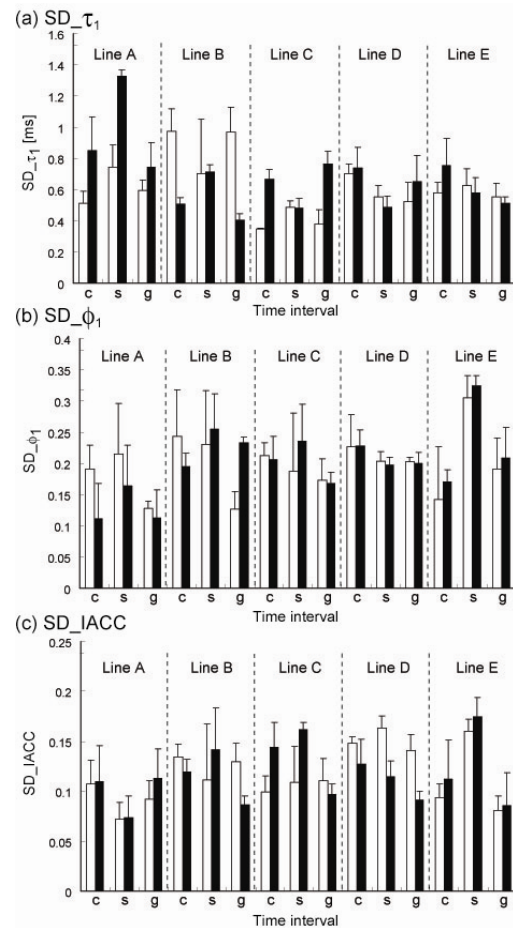 (a) SD_τ₁
Line A Line B Line C Line D Line E
SD_τ₁ [ms]
1.6
1.4
1.2
1
0.8
0.6
0.4
0.2
0
c s g c s g c s g c s g c s g
Time interval
(b) SD_ϕ₁
Line A Line B Line C Line D Line E
SD_ϕ₁
0.4
0.35
0.3
0.25
0.2
0.15
0.1
0.05
0
c s g c s g c s g c s g c s g
Time interval
(c) SD_IACC
Line A Line B Line C Line D Line E
SD_IACC
0.25
0.2
0.15
0.1
0.05
0
c s g c s g c s g c s g c s g
Time interval